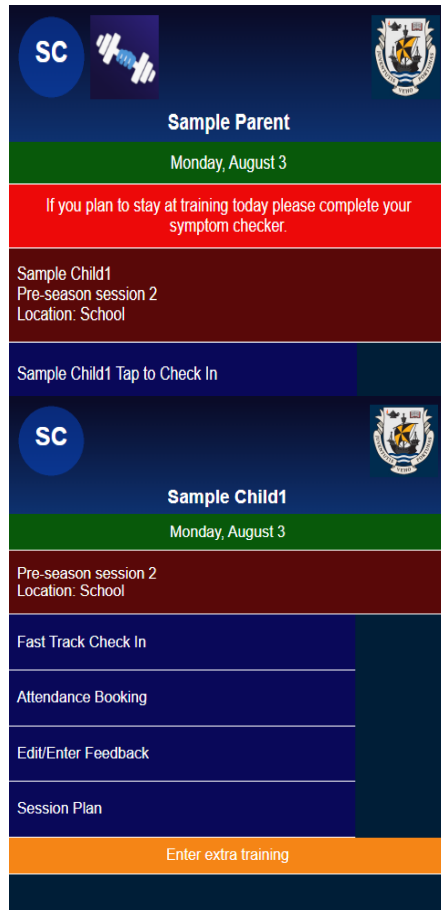 SC
Sample Parent
Monday, August 3
If you plan to stay at training today please complete your
symptom checker.
Sample Child1
Pre-season session 2
Location: School
Sample Child1 Tap to Check In
SC
Sample Child1
Monday, August 3
Pre-season session 2
Location: School
Fast Track Check In
Attendance Booking
Edit/Enter Feedback
Session Plan
Enter extra training